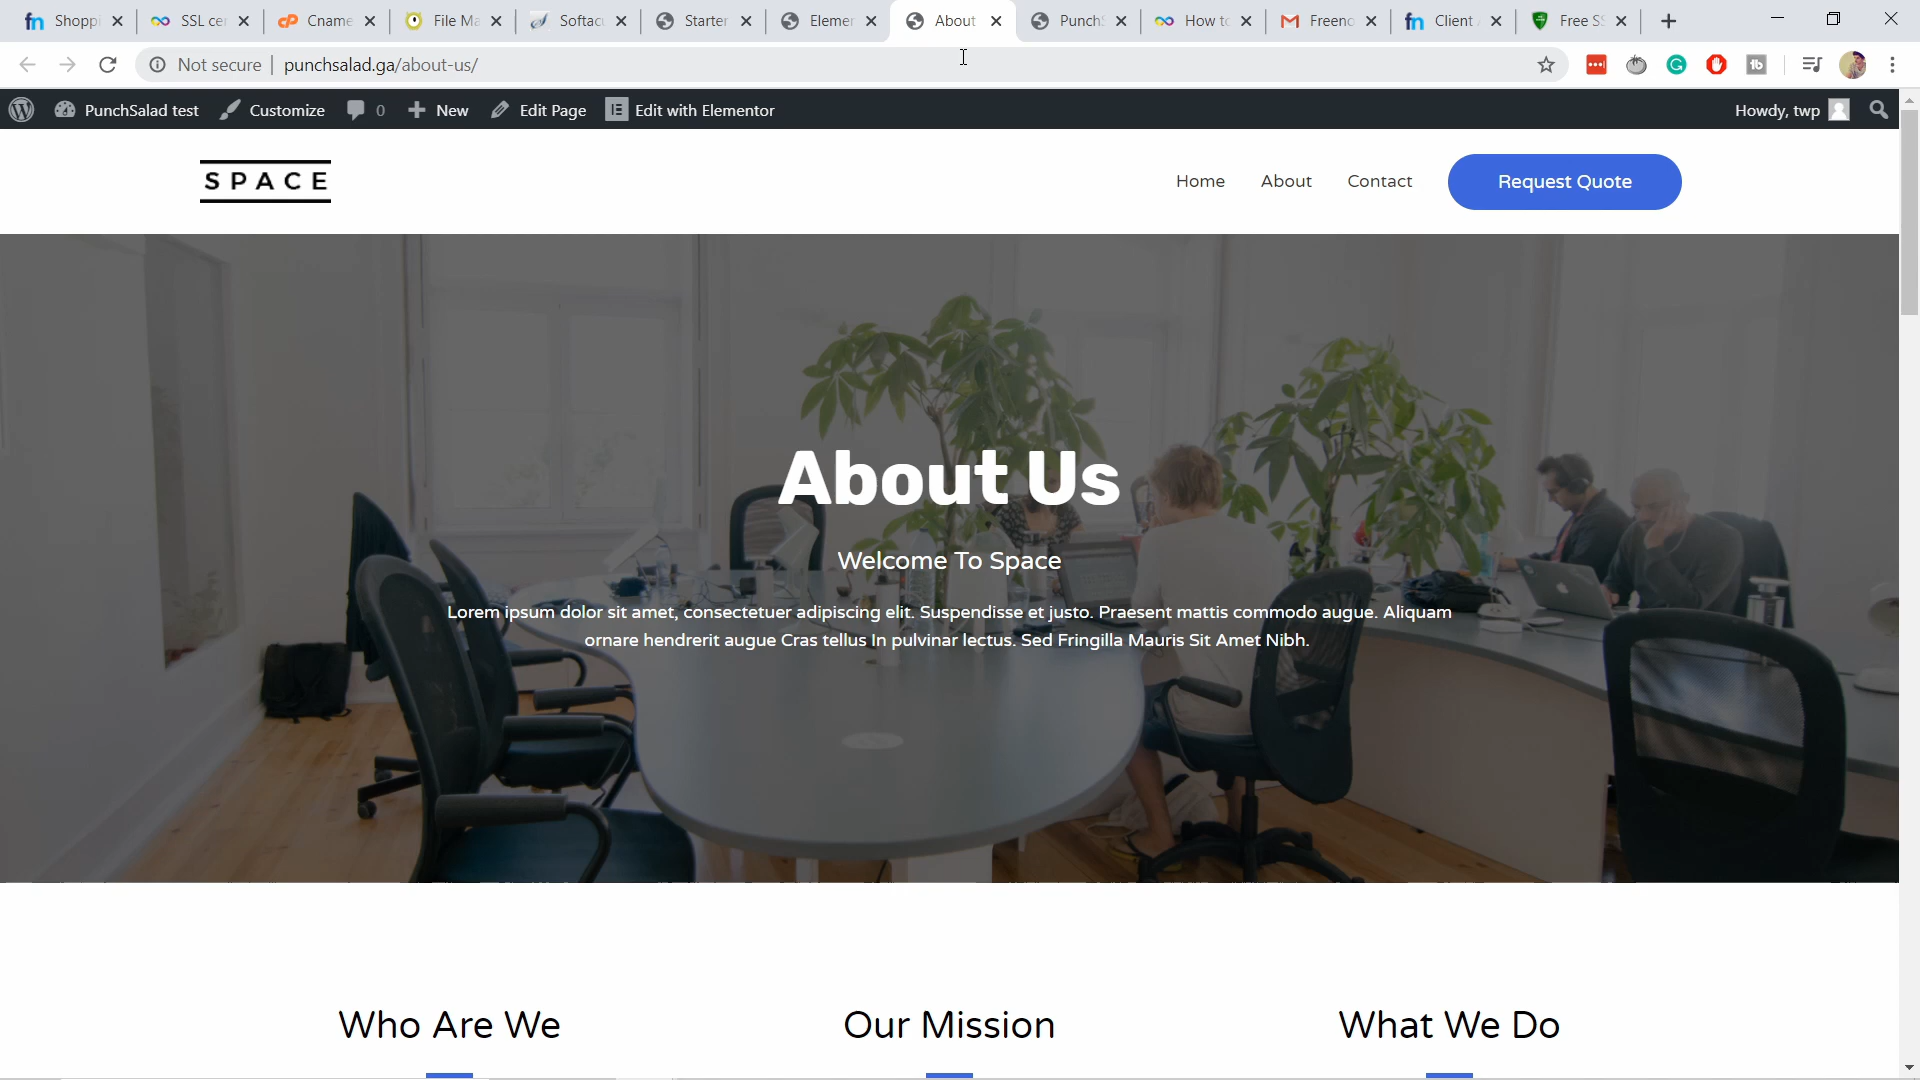 Shoppi
SSL cer
Cname
File Ma
Softacu
Starter
Elemer
About
PunchS
How to
Freeno
Client
Free SS
Not secure
punchsalad.ga/about-us/
PunchSalad test
Customize
0
New
Edit Page
Edit with Elementor
Howdy, twp
SPACE
Home
About
Contact
Request Quote
About Us
Welcome To Space
Lorem ipsum dolor sit amet, consectetuer adipiscing elit. Suspendisse et justo. Praesent mattis commodo augue. Aliquam
ornare hendrerit augue Cras tellus In pulvinar lectus. Sed Fringilla Mauris Sit Amet Nibh.
Who Are We
Our Mission
What We Do